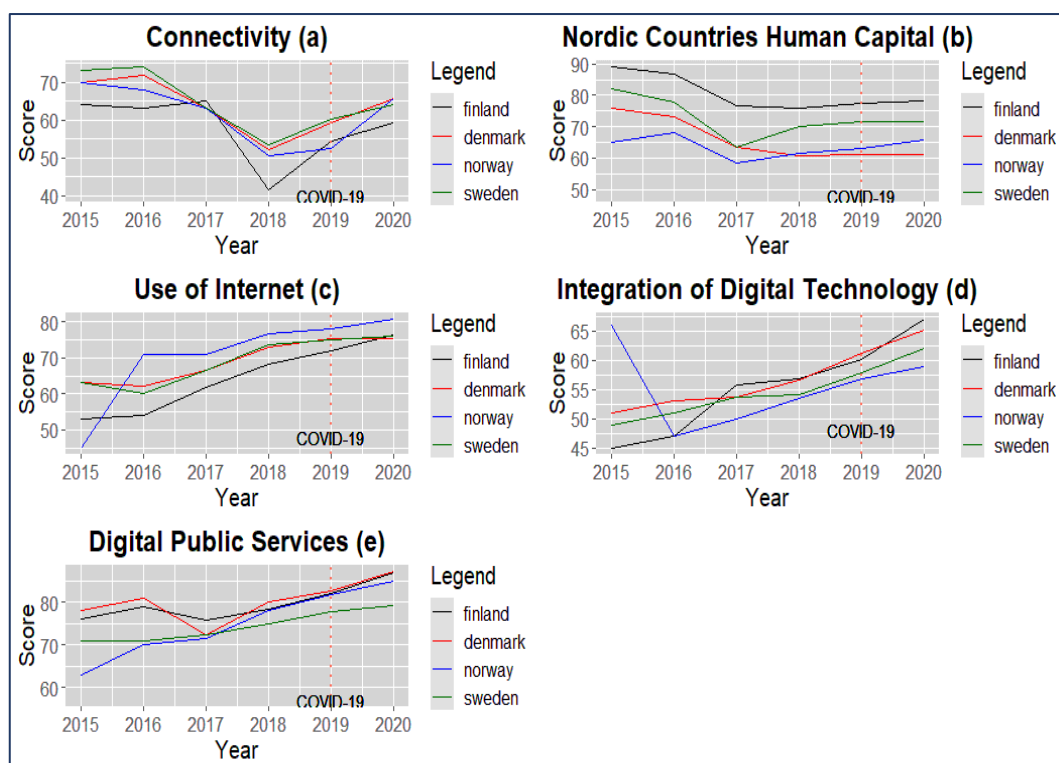 Connectivity (a)
Score
70
60
50
40
COVID-19
2015 2016 2017 2018 2019 2020
Year
Legend
finland
denmark
norway
sweden
Nordic Countries Human Capital (b)
Score
90
80
70
60
50
COVID-19
2015 2016 2017 2018 2019 2020
Year
Legend
finland
denmark
norway
sweden
Use of Internet (c)
Score
80
70
60
50
COVID-19
2015 2016 2017 2018 2019 2020
Year
Legend
finland
denmark
norway
sweden
Integration of Digital Technology (d)
Score
65
60
55
50
45
COVID-19
2015 2016 2017 2018 2019 2020
Year
Legend
finland
denmark
norway
sweden
Digital Public Services (e)
Score
80
70
60
COVID-19
2015 2016 2017 2018 2019 2020
Year
Legend
finland
denmark
norway
sweden